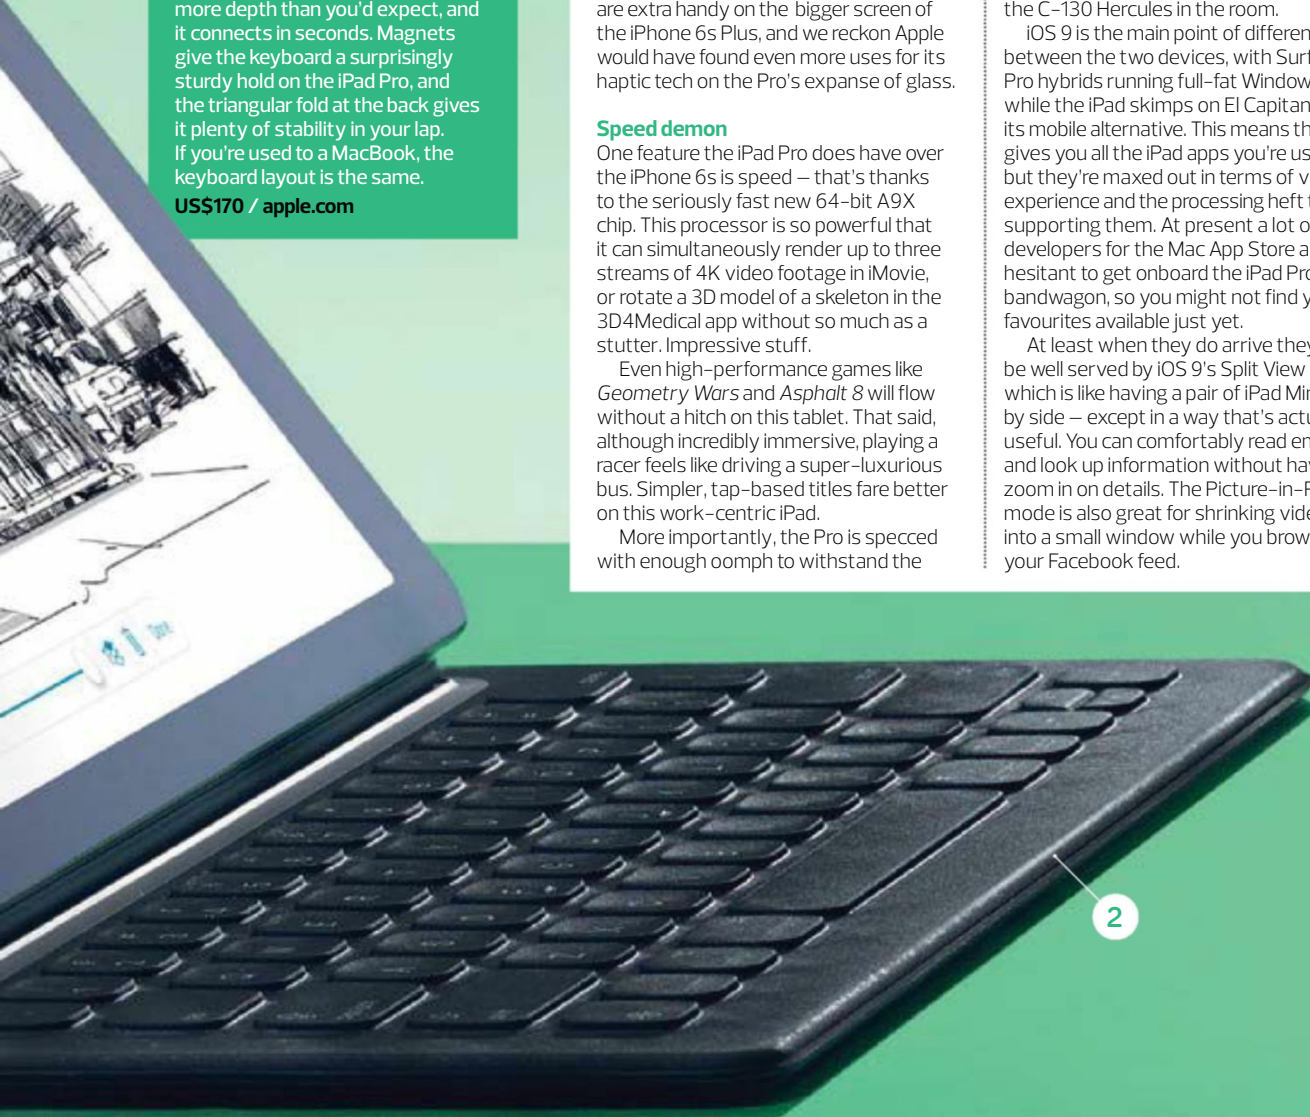 more depth than you'd expect, and
it connects in seconds. Magnets
give the keyboard a surprisingly
sturdy hold on the iPad Pro, and
the triangular fold at the back gives
it plenty of stability in your lap.
If you're used to a MacBook, the
keyboard layout is the same.
US$170 / apple.com
are extra handy on the bigger screen of
the iPhone 6s Plus, and we reckon Apple
would have found even more uses for its
haptic tech on the Pro's expanse of glass.
Speed demon
One feature the iPad Pro does have over
the iPhone 6s is speed – that's thanks
to the seriously fast new 64-bit A9X
chip. This processor is so powerful that
it can simultaneously render up to three
streams of 4K video footage in iMovie,
or rotate a 3D model of a skeleton in the
3D4Medical app without so much as a
stutter. Impressive stuff.
Even high-performance games like
Geometry Wars and Asphalt 8 will flow
without a hitch on this tablet. That said,
although incredibly immersive, playing a
racer feels like driving a super-luxurious
bus. Simpler, tap-based titles fare better
on this work-centric iPad.
More importantly, the Pro is specced
with enough oomph to withstand the
the C-130 Hercules in the room.
iOS 9 is the main point of differen
between the two devices, with Surf
Pro hybrids running full-fat Window
while the iPad skimps on El Capitan
its mobile alternative. This means th
gives you all the iPad apps you're us
but they're maxed out in terms of v
experience and the processing heft t
supporting them. At present a lot o
developers for the Mac App Store a
hesitant to get onboard the iPad Pro
bandwagon, so you might not find y
favourites available just yet.
At least when they do arrive they
be well served by iOS 9's Split View
which is like having a pair of iPad Min
by side – except in a way that's actu
useful. You can comfortably read em
and look up information without hav
zoom in on details. The Picture-in-P
mode is also great for shrinking vide
into a small window while you brow
your Facebook feed.
Done
2